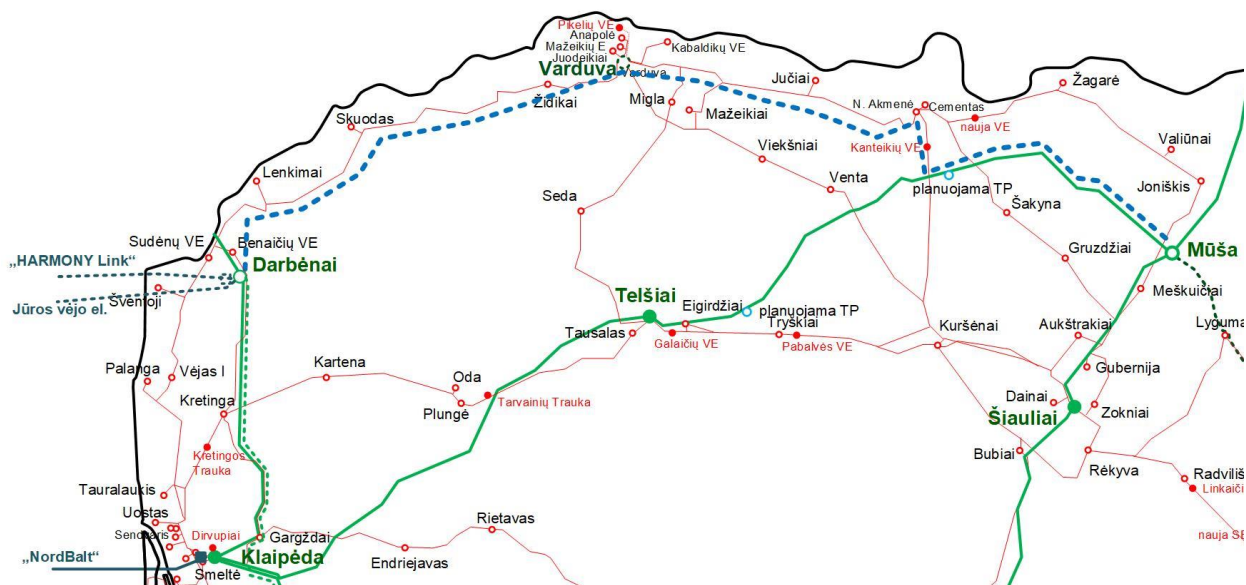 Pikelių VE
Anapolė
Mažeikių E
Juodeikiai
Kabaldikų VE
Varduva
Varduva
Židikai
Migla
Mažeikiai
Jučiai
N. Akmenė
Cementas
nauja VE
Žagarė
Skuodas
Viekšniai
Kanteikių VE
Valiūnai
Lenkimai
Seda
Venta
planuojama TP
Joniškis
Šakyna
Sudėnų VE
Benaičių VE
Gruzdžiai
Mūša
„HARMONY Link“
Darbėnai
Jūros vėjo el.
Šventoji
Telšiai
Eigirdžiai
planuojama TP
Meškuičiai
Tausalas
Galaičių VE
Tryškiai
Pabalvės VE
Kuršėnai
Aukštrakiai
Lyguma
Palanga
Vėjas I
Kartena
Oda
Gubernija
Kretinga
Plungė
Tarvainių Trauka
Dainai
Šiauliai
Zokniai
Kretingos
Trauka
Bubiai
Rėkyva
Radviliš
Linkaičі
Tauralaukis
Uostas
Rietavas
nauja SE
Dirvupiai
Gargždai
„NordBalt“
Klaipėda
Endriejavas
Smeltė